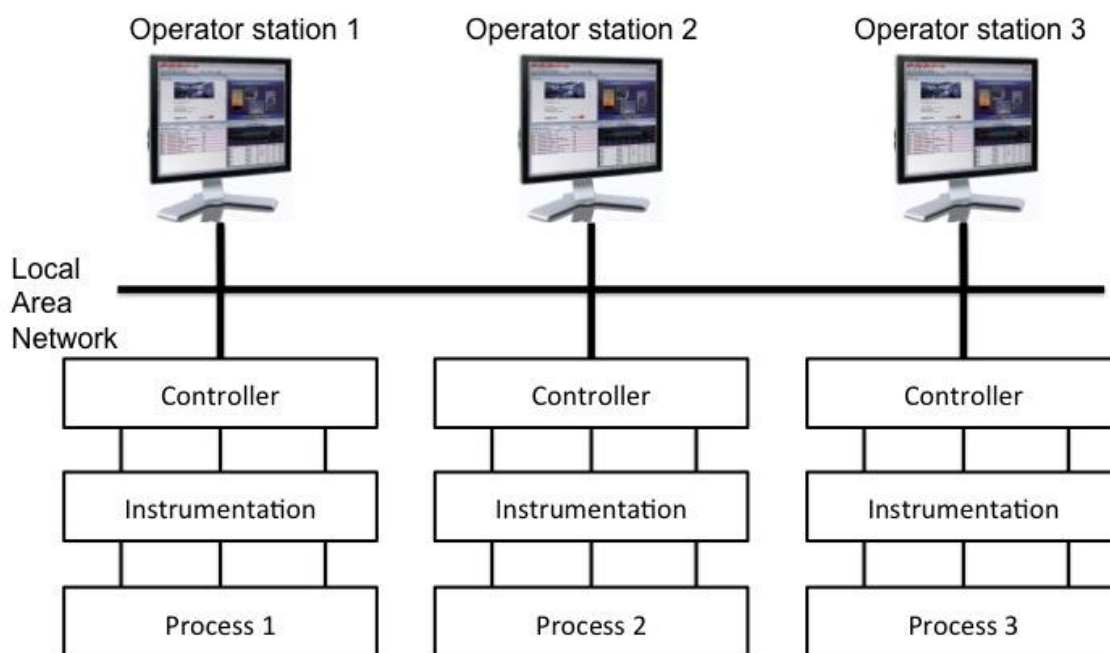 Operator station 1
Operator station 2
Operator station 3
Local
Area
Network
Controller
Controller
Controller
Instrumentation
Instrumentation
Instrumentation
Process 1
Process 2
Process 3